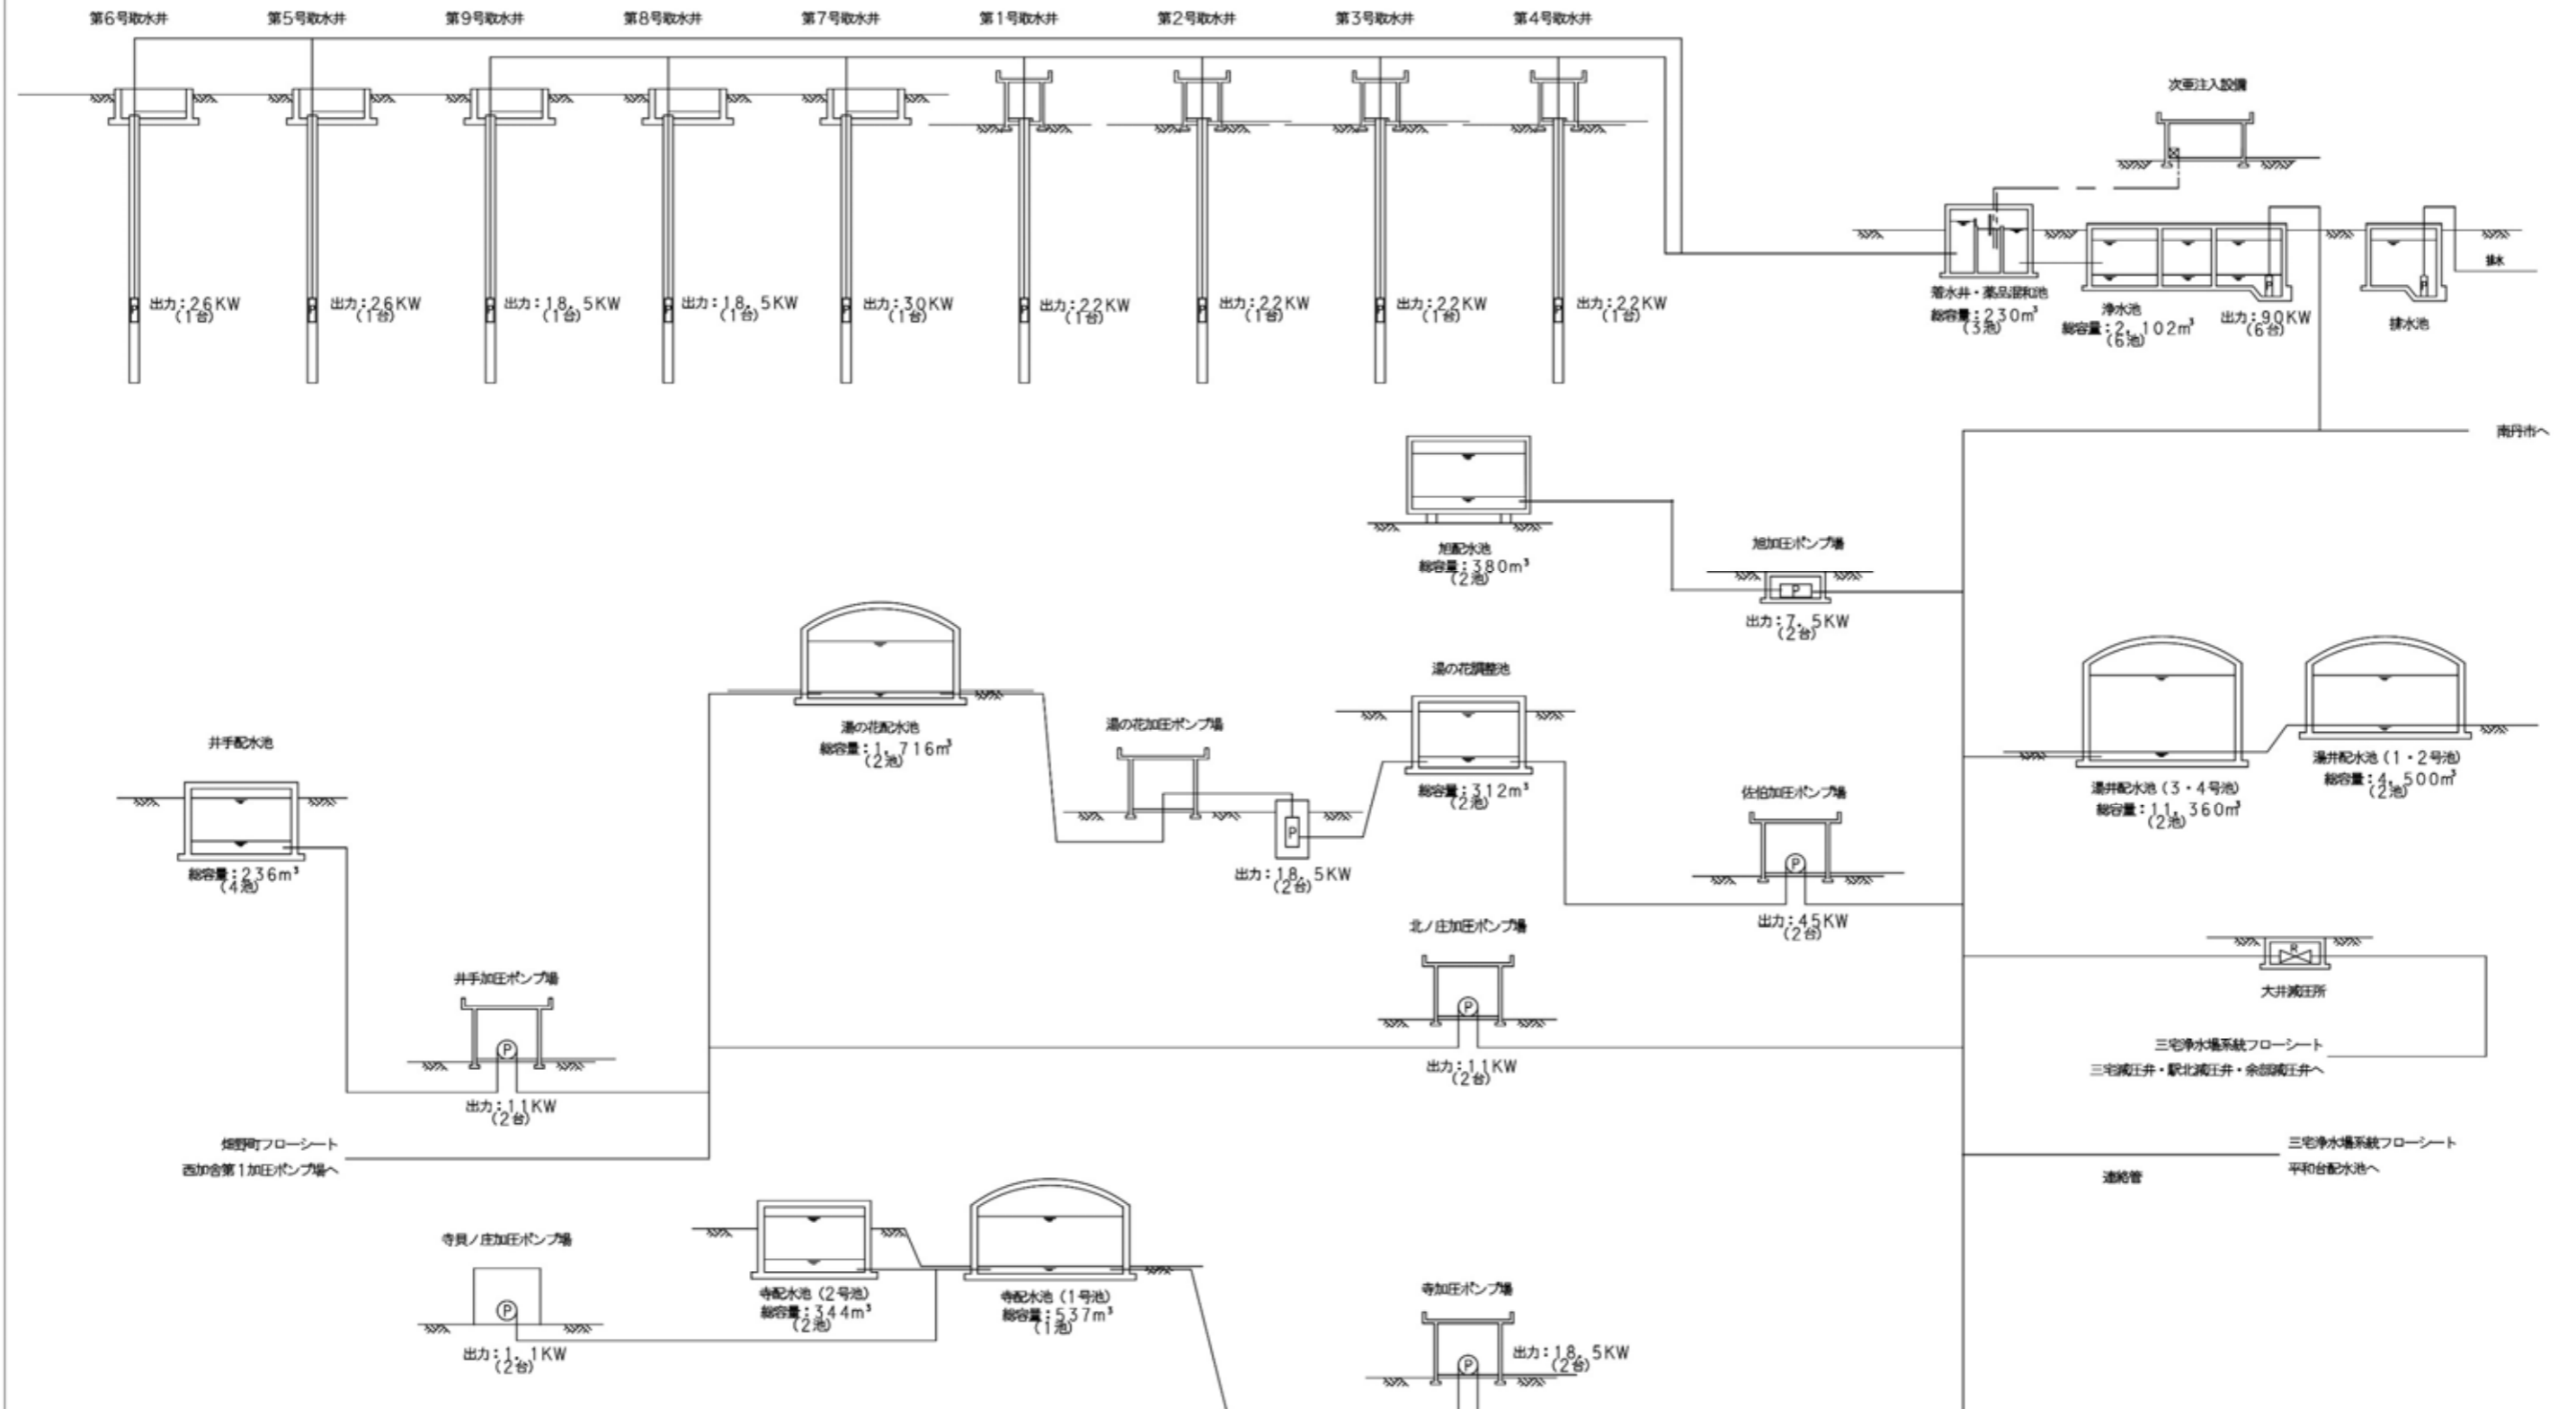 第6号取水井
第5号取水井
第9号取水井
第8号取水井
第7号取水井
第1号取水井
第2号取水井
第3号取水井
第4号取水井
出力：26KW
（1台）
出力：26KW
（1台）
出力：18．5KW
（1台）
出力：18．5KW
（1台）
出力：30KW
（1台）
出力：22KW
（1台）
出力：22KW
（1台）
出力：22KW
（1台）
出力：22KW
（1台）
次亜注入設備
着水井・薬品混和池
総容量：230m³
（3池）
浄水池
総容量：2，102m³
（6池）
出力：90KW
（6台）
排水池
排水
南丹市へ
旭配水池
総容量：380m³
（2池）
旭加圧ポンプ場
P
出力：7．5KW
（2台）
湯の花配水池
総容量：1，716m³
（2池）
湯の花加圧ポンプ場
P
出力：18．5KW
（2台）
湯の花調整池
総容量：312m³
（2池）
佐伯加圧ポンプ場
P
出力：45KW
（2台）
湯井配水池（3・4号池）
総容量：11，360m³
（2池）
湯井配水池（1・2号池）
総容量：4，500m³
（2池）
井手配水池
総容量：236m³
（4池）
井手加圧ポンプ場
P
出力：11KW
（2台）
北ノ庄加圧ポンプ場
P
出力：11KW
（2台）
R
大井減圧所
三宅浄水場系統フローシート
三宅減圧弁・駅北減圧弁・余部減圧弁へ
畑野町フローシート
西加舎第1加圧ポンプ場へ
三宅浄水場系統フローシート
平和台配水池へ
連絡管
寺貝ノ庄加圧ポンプ場
P
出力：1．1KW
（2台）
寺配水池（2号池）
総容量：344m³
（2池）
寺配水池（1号池）
総容量：537m³
（1池）
寺加圧ポンプ場
P
出力：18．5KW
（2台）